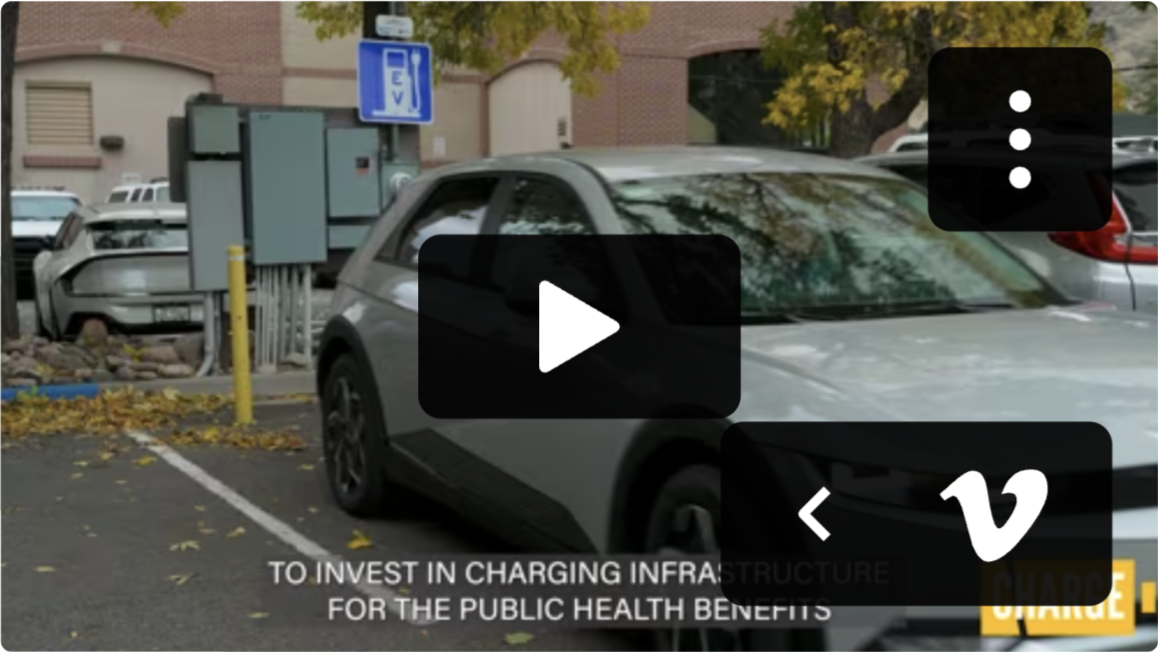 EV
TO INVEST IN CHARGING INFRASTRUCTURE
FOR THE PUBLIC HEALTH BENEFITS
CHARGE